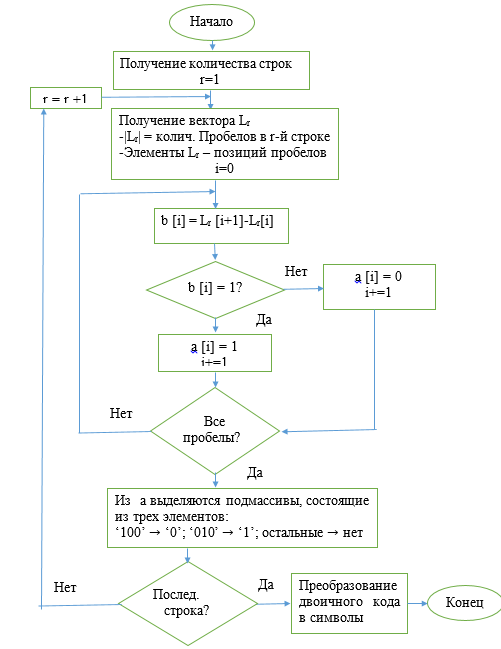 Начало
Получение количества строк
r=1
r = r +1
Получение вектора Lᵣ
-|Lᵣ| = колич. Пробелов в r-й строке
-Элементы Lᵣ – позиций пробелов
i=0
b [i] = Lᵣ [i+1]-Lᵣ[i]
b [i] = 1?
Нет
a [i] = 0
i+=1
Да
a [i] = 1
i+=1
Все
пробелы?
Нет
Да
Из а выделяются подмассивы, состоящие
из трех элементов:
‘100’ → ‘0’; ‘010’ → ‘1’; остальные → нет
Послед.
строка?
Нет
Да
Преобразование
двоичного кода
в символы
Конец